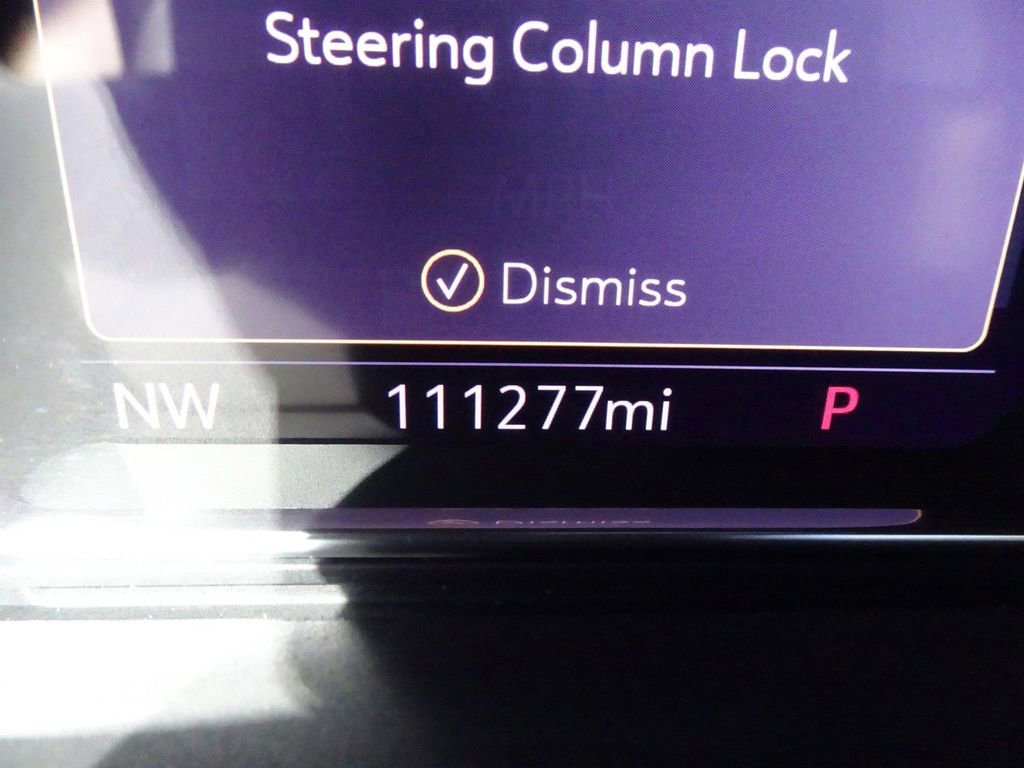 Steering Column Lock
Dismiss
NW 111277mi P